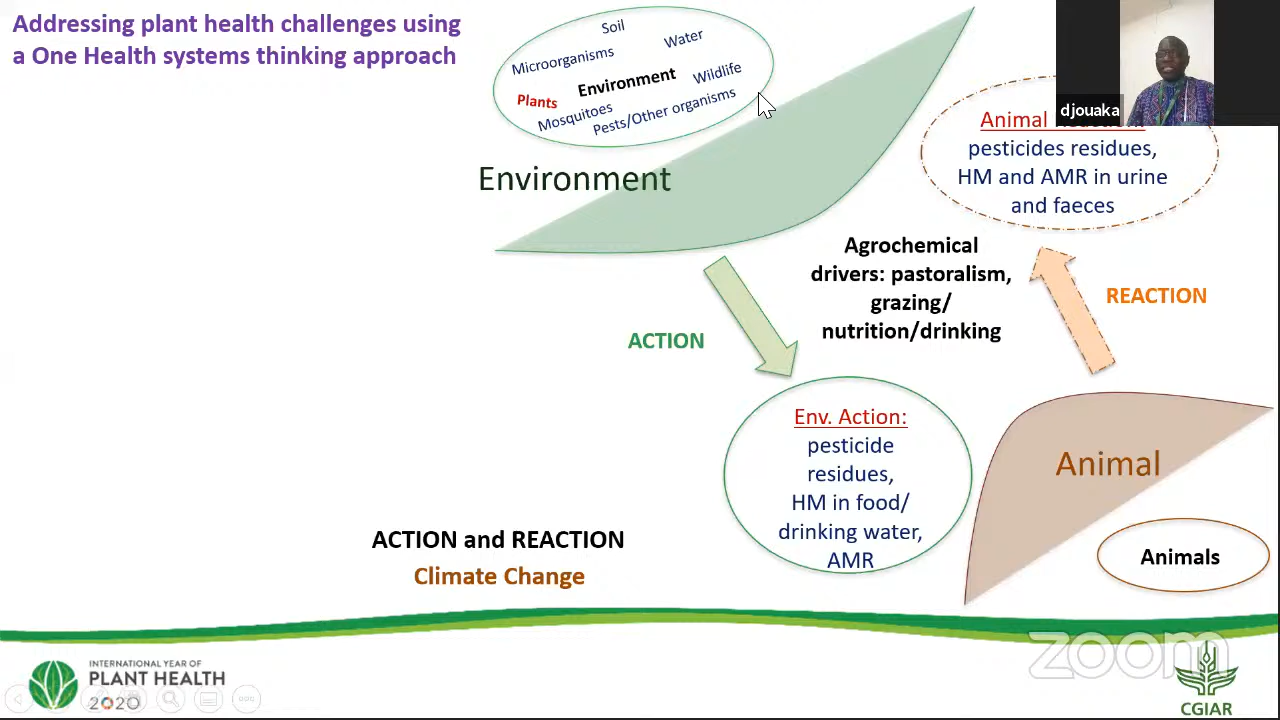 Addressing plant health challenges using
a One Health systems thinking approach
Soil
Water
Microorganisms
Environment
Wildlife
Plants
Mosquitoes
Pests/Other organisms
Environment
djouaka
Animal
pesticides residues,
HM and AMR in urine
and faeces
Agrochemical
drivers: pastoralism,
grazing/
nutrition/drinking
REACTION
ACTION
Env. Action:
pesticide
residues,
HM in food/
drinking water,
AMR
Animal
Animals
ACTION and REACTION
Climate Change
INTERNATIONAL YEAR OF
PLANT HEALTH
2020
zoom
CGIAR